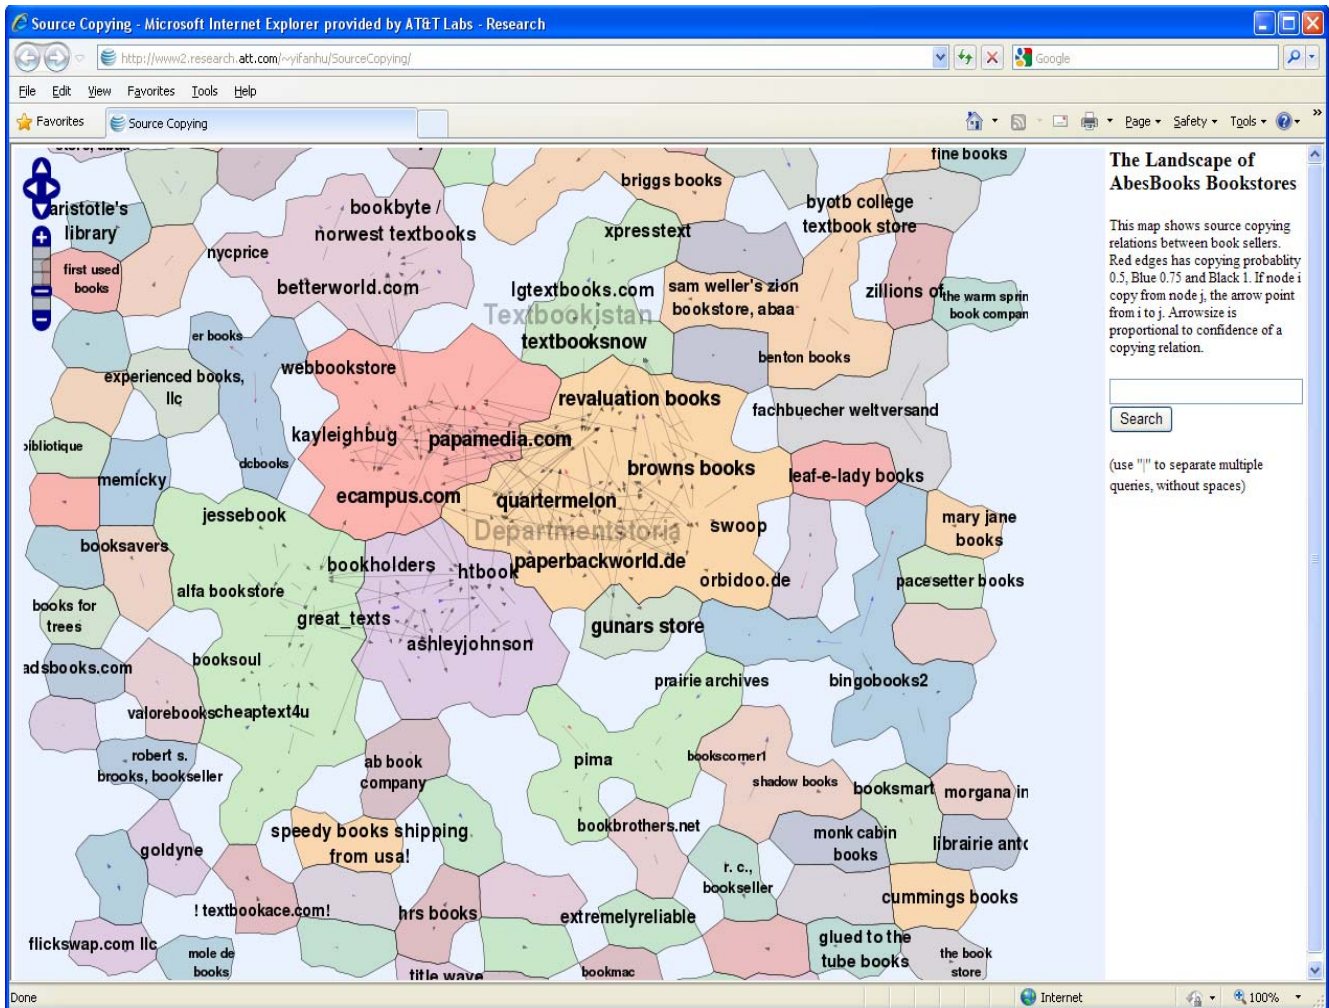 Source Copying - Microsoft Internet Explorer provided by AT&T Labs - Research
http://www2.research.att.com/~yifanhu/SourceCopying/
Google
File Edit View Favorites Tools Help
Favorites
Source Copying
Page Safety Tools
fine books
briggs books
aristotle's
library
bookbyte /
norwest textbooks
byotb college
textbook store
xpresstext
nycprice
first used
books
betterworld.com
lgtextbooks.com
sam weller's zion
bookstore, abaa
zillions of
the warm sprin
book compan
Textbookistan
textbooksnow
er books
benton books
webbookstore
experienced books,
llc
revaluation books
fachbuecher weltversand
kayleighbug
papamedia.com
bibliotique
dcbooks
browns books
leaf-e-lady books
memicky
ecampus.com
quartermelon
jessebook
Departmentstoria
swoop
mary jane
books
booksavers
bookholders
htbook
paperbackworld.de
orbidoo.de
pacesetter books
alfa bookstore
books for
trees
great_texts
gunars store
ashleyjohnson
adsbooks.com
booksoul
prairie archives
bingobooks2
valorebooks
cheaptext4u
robert s.
brooks, bookseller
ab book
company
pima
bookscorner1
shadow books
booksmart
morgana in
speedy books shipping
from usa!
bookbrothers.net
monk cabin
books
librairie anto
goldyne
r. c.,
bookseller
cummings books
! textbookace.com!
hrs books
extremelyreliable
flickswap.com llc
mole de
books
glued to the
tube books
the book
store
title wave
bookmac
The Landscape of
AbesBooks Bookstores
This map shows source copying
relations between book sellers.
Red edges has copying probablity
0.5, Blue 0.75 and Black 1. If node i
copy from node j, the arrow point
from i to j. Arrowsize is
proportional to confidence of a
copying relation.
Search
(use "|" to separate multiple
queries, without spaces)
Done
Internet
100%